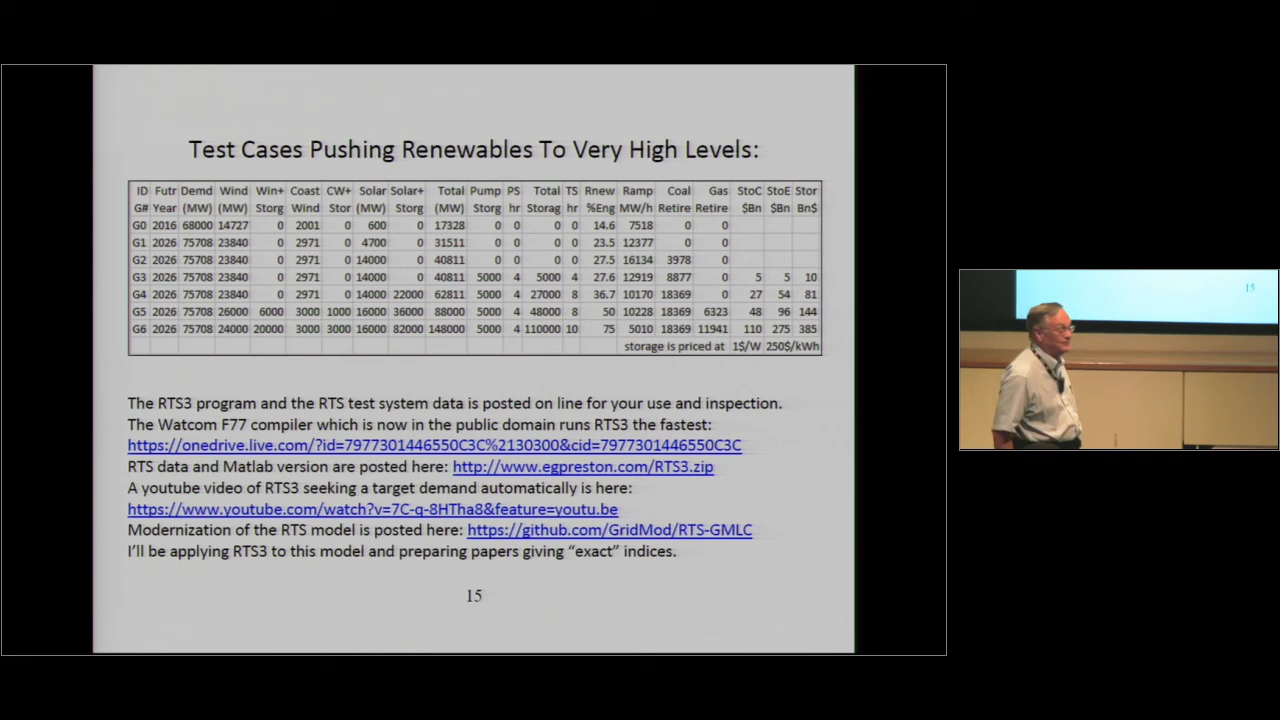 Test Cases Pushing Renewables To Very High Levels:
ID Futr Demd Wind Win+ Coast CW+ Solar Solar+ Total Pump PS Total TS Rnew Ramp Coal Gas StoC StoE Stor
G# Year (MW) (MW) Storg Wind Stor (MW) Storg (MW) Storg hr Storag hr %Eng MW/h Retire Retire $Bn $Bn Bn$
G0 2016 68000 14727 0 2001 0 600 0 17328 0 0 0 0 14.6 7518 0 0
G1 2026 75708 23840 0 2971 0 4700 0 31511 0 0 0 0 23.5 12377 0 0
G2 2026 75708 23840 0 2971 0 14000 0 40811 0 0 0 0 27.5 16134 3978 0
G3 2026 75708 23840 0 2971 0 14000 0 40811 5000 4 5000 4 27.6 12919 8877 0 5 5 10
G4 2026 75708 23840 0 2971 0 14000 22000 62811 5000 4 27000 8 36.7 10170 18369 0 27 54 81
G5 2026 75708 26000 6000 3000 1000 16000 36000 88000 5000 4 48000 8 50 10228 18369 6323 48 96 144
G6 2026 75708 24000 20000 3000 3000 16000 82000 148000 5000 4 110000 10 75 5010 18369 11941 110 275 385
storage is priced at 1$/W 250$/kWh
The RTS3 program and the RTS test system data is posted on line for your use and inspection.
The Watcom F77 compiler which is now in the public domain runs RTS3 the fastest:
https://onedrive.live.com/?id=7977301446550C3C%2130300&cid=7977301446550C3C
RTS data and Matlab version are posted here: http://www.egpreston.com/RTS3.zip
A youtube video of RTS3 seeking a target demand automatically is here:
https://www.youtube.com/watch?v=7C-q-8HTha8&feature=youtu.be
Modernization of the RTS model is posted here: https://github.com/GridMod/RTS-GMLC
I'll be applying RTS3 to this model and preparing papers giving “exact” indices.
15
15